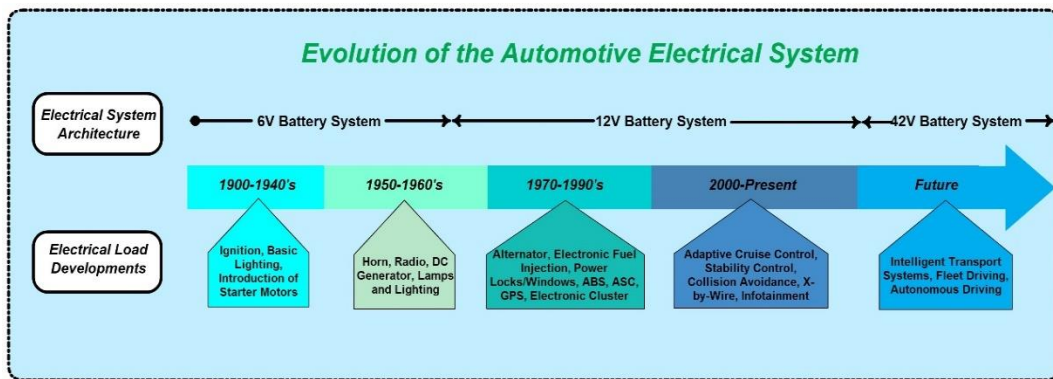 Evolution of the Automotive Electrical System
Electrical System
Architecture
6V Battery System
12V Battery System
42V Battery System
1900-1940's
1950-1960's
1970-1990's
2000-Present
Future
Electrical Load
Developments
Ignition, Basic
Lighting,
Introduction of
Starter Motors
Horn, Radio, DC
Generator, Lamps
and Lighting
Alternator, Electronic Fuel
Injection, Power
Locks/Windows, ABS, ASC,
GPS, Electronic Cluster
Adaptive Cruise Control,
Stability Control,
Collision Avoidance, X-
by-Wire, Infotainment
Intelligent Transport
Systems, Fleet Driving,
Autonomous Driving